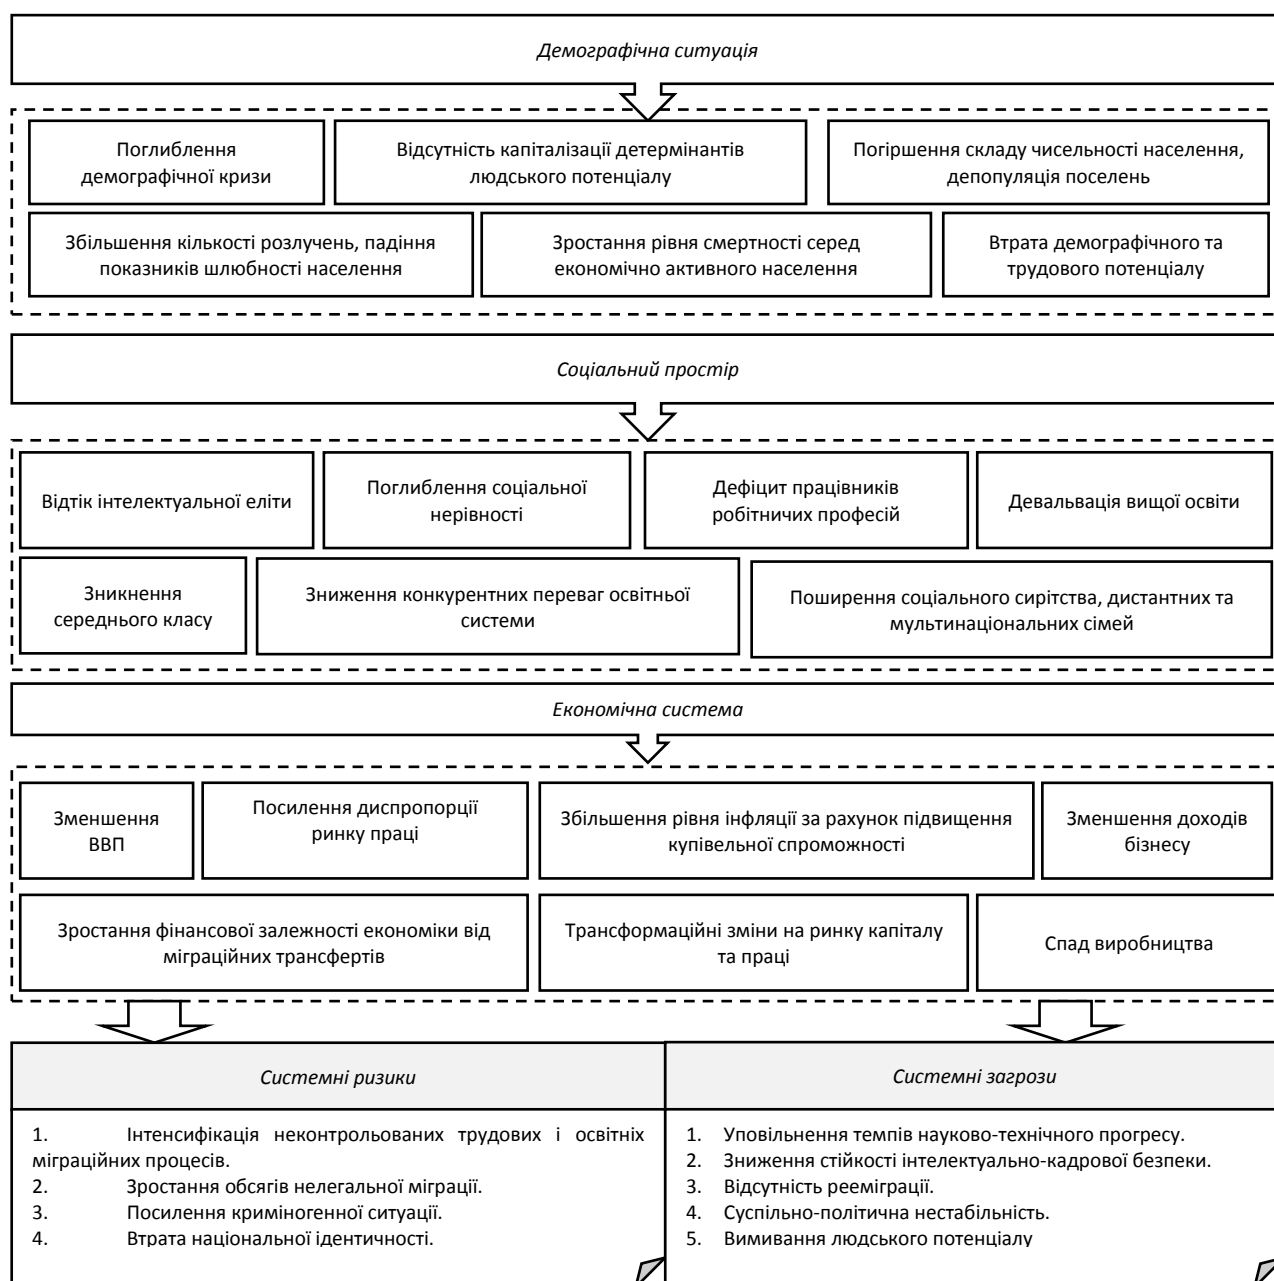 Демографічна ситуація
Поглиблення
демографічної кризи
Відсутність капіталізації детермінантів
людського потенціалу
Погіршення складу чисельності населення,
депопуляція поселень
Збільшення кількості розлучень, падіння
показників шлюбності населення
Зростання рівня смертності серед
економічно активного населення
Втрата демографічного та
трудового потенціалу
Соціальний простір
Відтік інтелектуальної еліти
Поглиблення соціальної
нерівності
Дефіцит працівників
робітничих професій
Девальвація вищої освіти
Зникнення
середнього класу
Зниження конкурентних переваг освітньої
системи
Поширення соціального сирітства, дистантних та
мультинаціональних сімей
Економічна система
Зменшення
ВВП
Посилення диспропорції
ринку праці
Збільшення рівня інфляції за рахунок підвищення
купівельної спроможності
Зменшення доходів
бізнесу
Зростання фінансової залежності економіки від
міграційних трансфертів
Трансформаційні зміни на ринку капіталу
та праці
Спад виробництва
Системні ризики
1. Інтенсифікація неконтрольованих трудових і освітніх
міграційних процесів.
2. Зростання обсягів нелегальної міграції.
3. Посилення криміногенної ситуації.
4. Втрата національної ідентичності.
Системні загрози
1. Уповільнення темпів науково-технічного прогресу.
2. Зниження стійкості інтелектуально-кадрової безпеки.
3. Відсутність рееміграції.
4. Суспільно-політична нестабільність.
5. Вимивання людського потенціалу